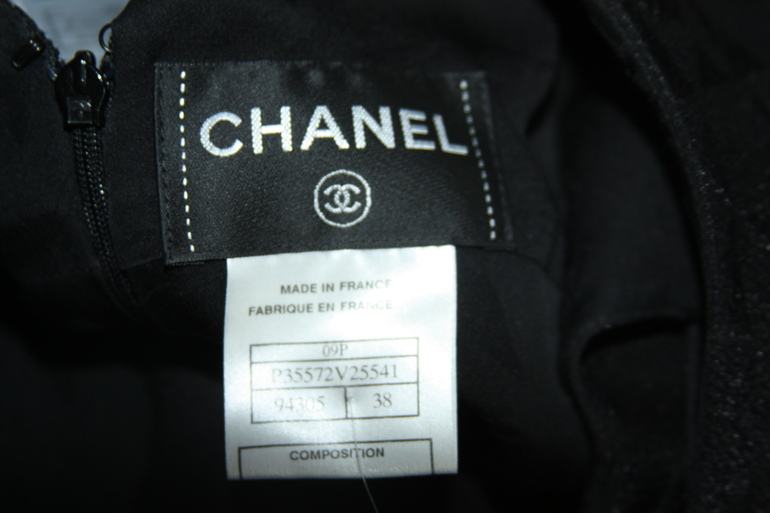 CHANEL
MADE IN FRANCE
FABRIQUE EN FRANCE
09P
P35572V25541
94305 38
COMPOSITION